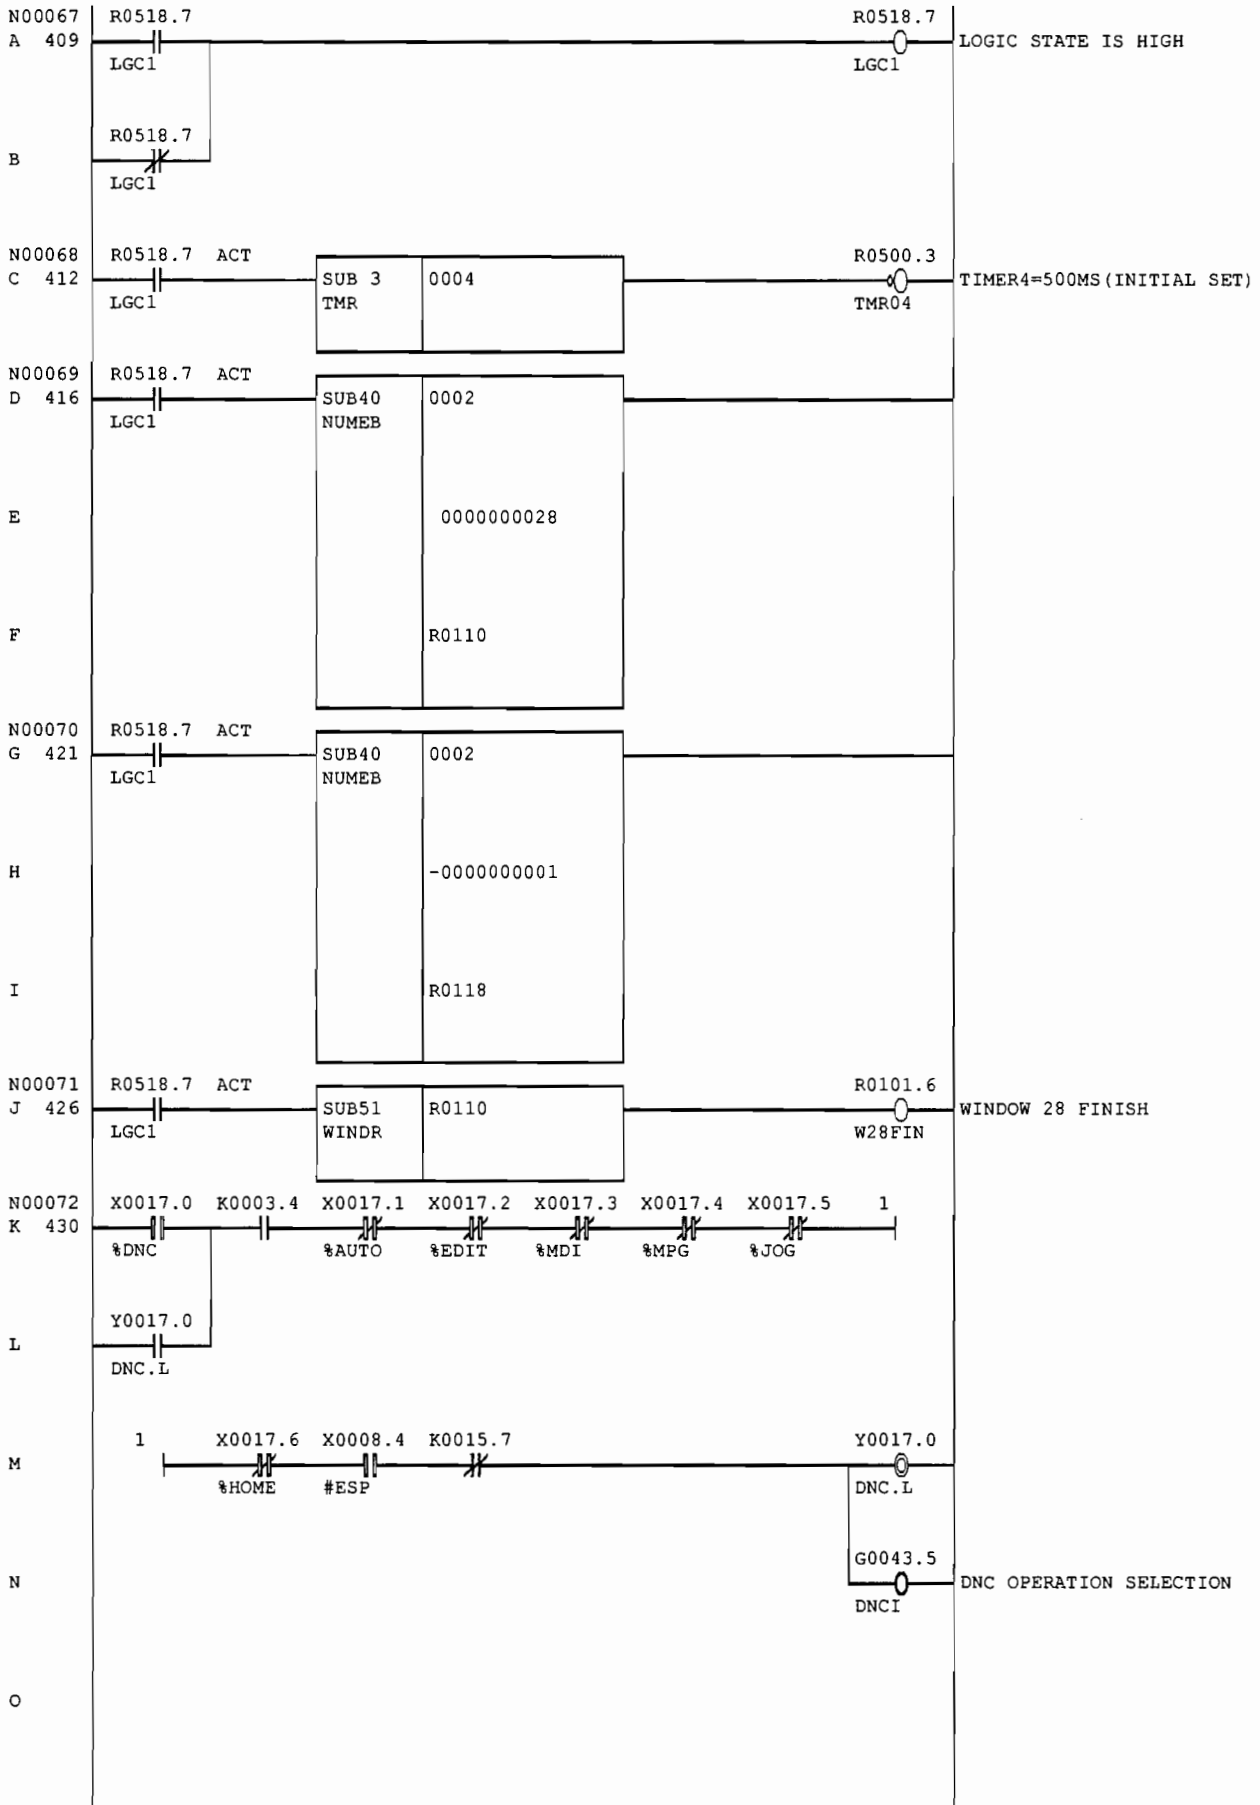 N00067 R0518.7 R0518.7
A 409 LOGIC STATE IS HIGH
LGC1 LGC1
R0518.7
B
LGC1
N00068 R0518.7 ACT R0500.3
C 412 SUB 3 0004 TIMER4=500MS(INITIAL SET)
LGC1 TMR TMR04
N00069 R0518.7 ACT
D 416 SUB40 0002
LGC1 NUMEB
E 0000000028
F R0110
N00070 R0518.7 ACT
G 421 SUB40 0002
LGC1 NUMEB
H -0000000001
I R0118
N00071 R0518.7 ACT R0101.6
J 426 SUB51 R0110 WINDOW 28 FINISH
LGC1 WINDR W28FIN
N00072 X0017.0 K0003.4 X0017.1 X0017.2 X0017.3 X0017.4 X0017.5 1
K 430
%DNC %AUTO %EDIT %MDI %MPG %JOG
Y0017.0
L
DNC.L
1 X0017.6 X0008.4 K0015.7 Y0017.0
M
%HOME #ESP DNC.L
G0043.5
N DNC OPERATION SELECTION
DNCI
O